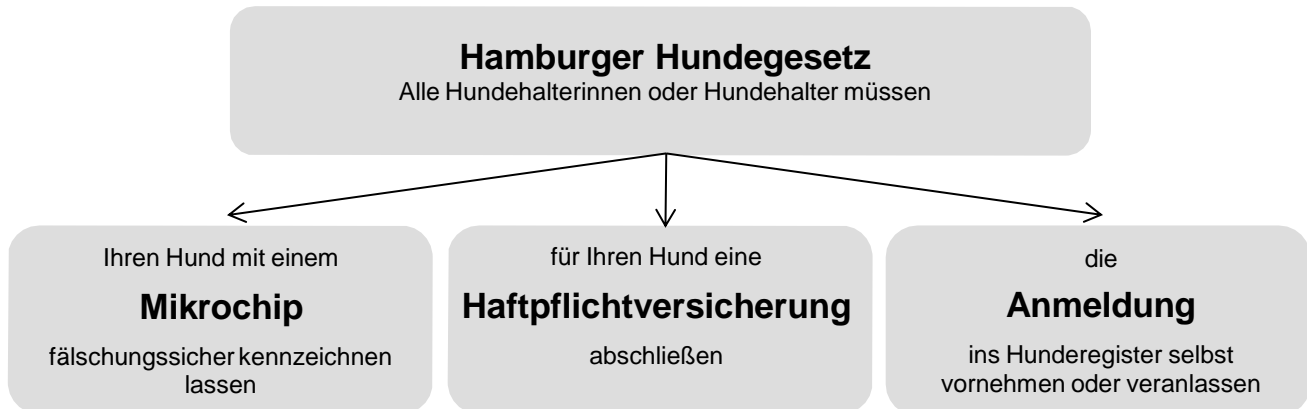 Hamburger Hundegesetz
Alle Hundehalterinnen oder Hundehalter müssen
Ihren Hund mit einem
Mikrochip
fälschungssicher kennzeichnen
lassen
für Ihren Hund eine
Haftpflichtversicherung
abschließen
die
Anmeldung
ins Hunderegister selbst
vornehmen oder veranlassen